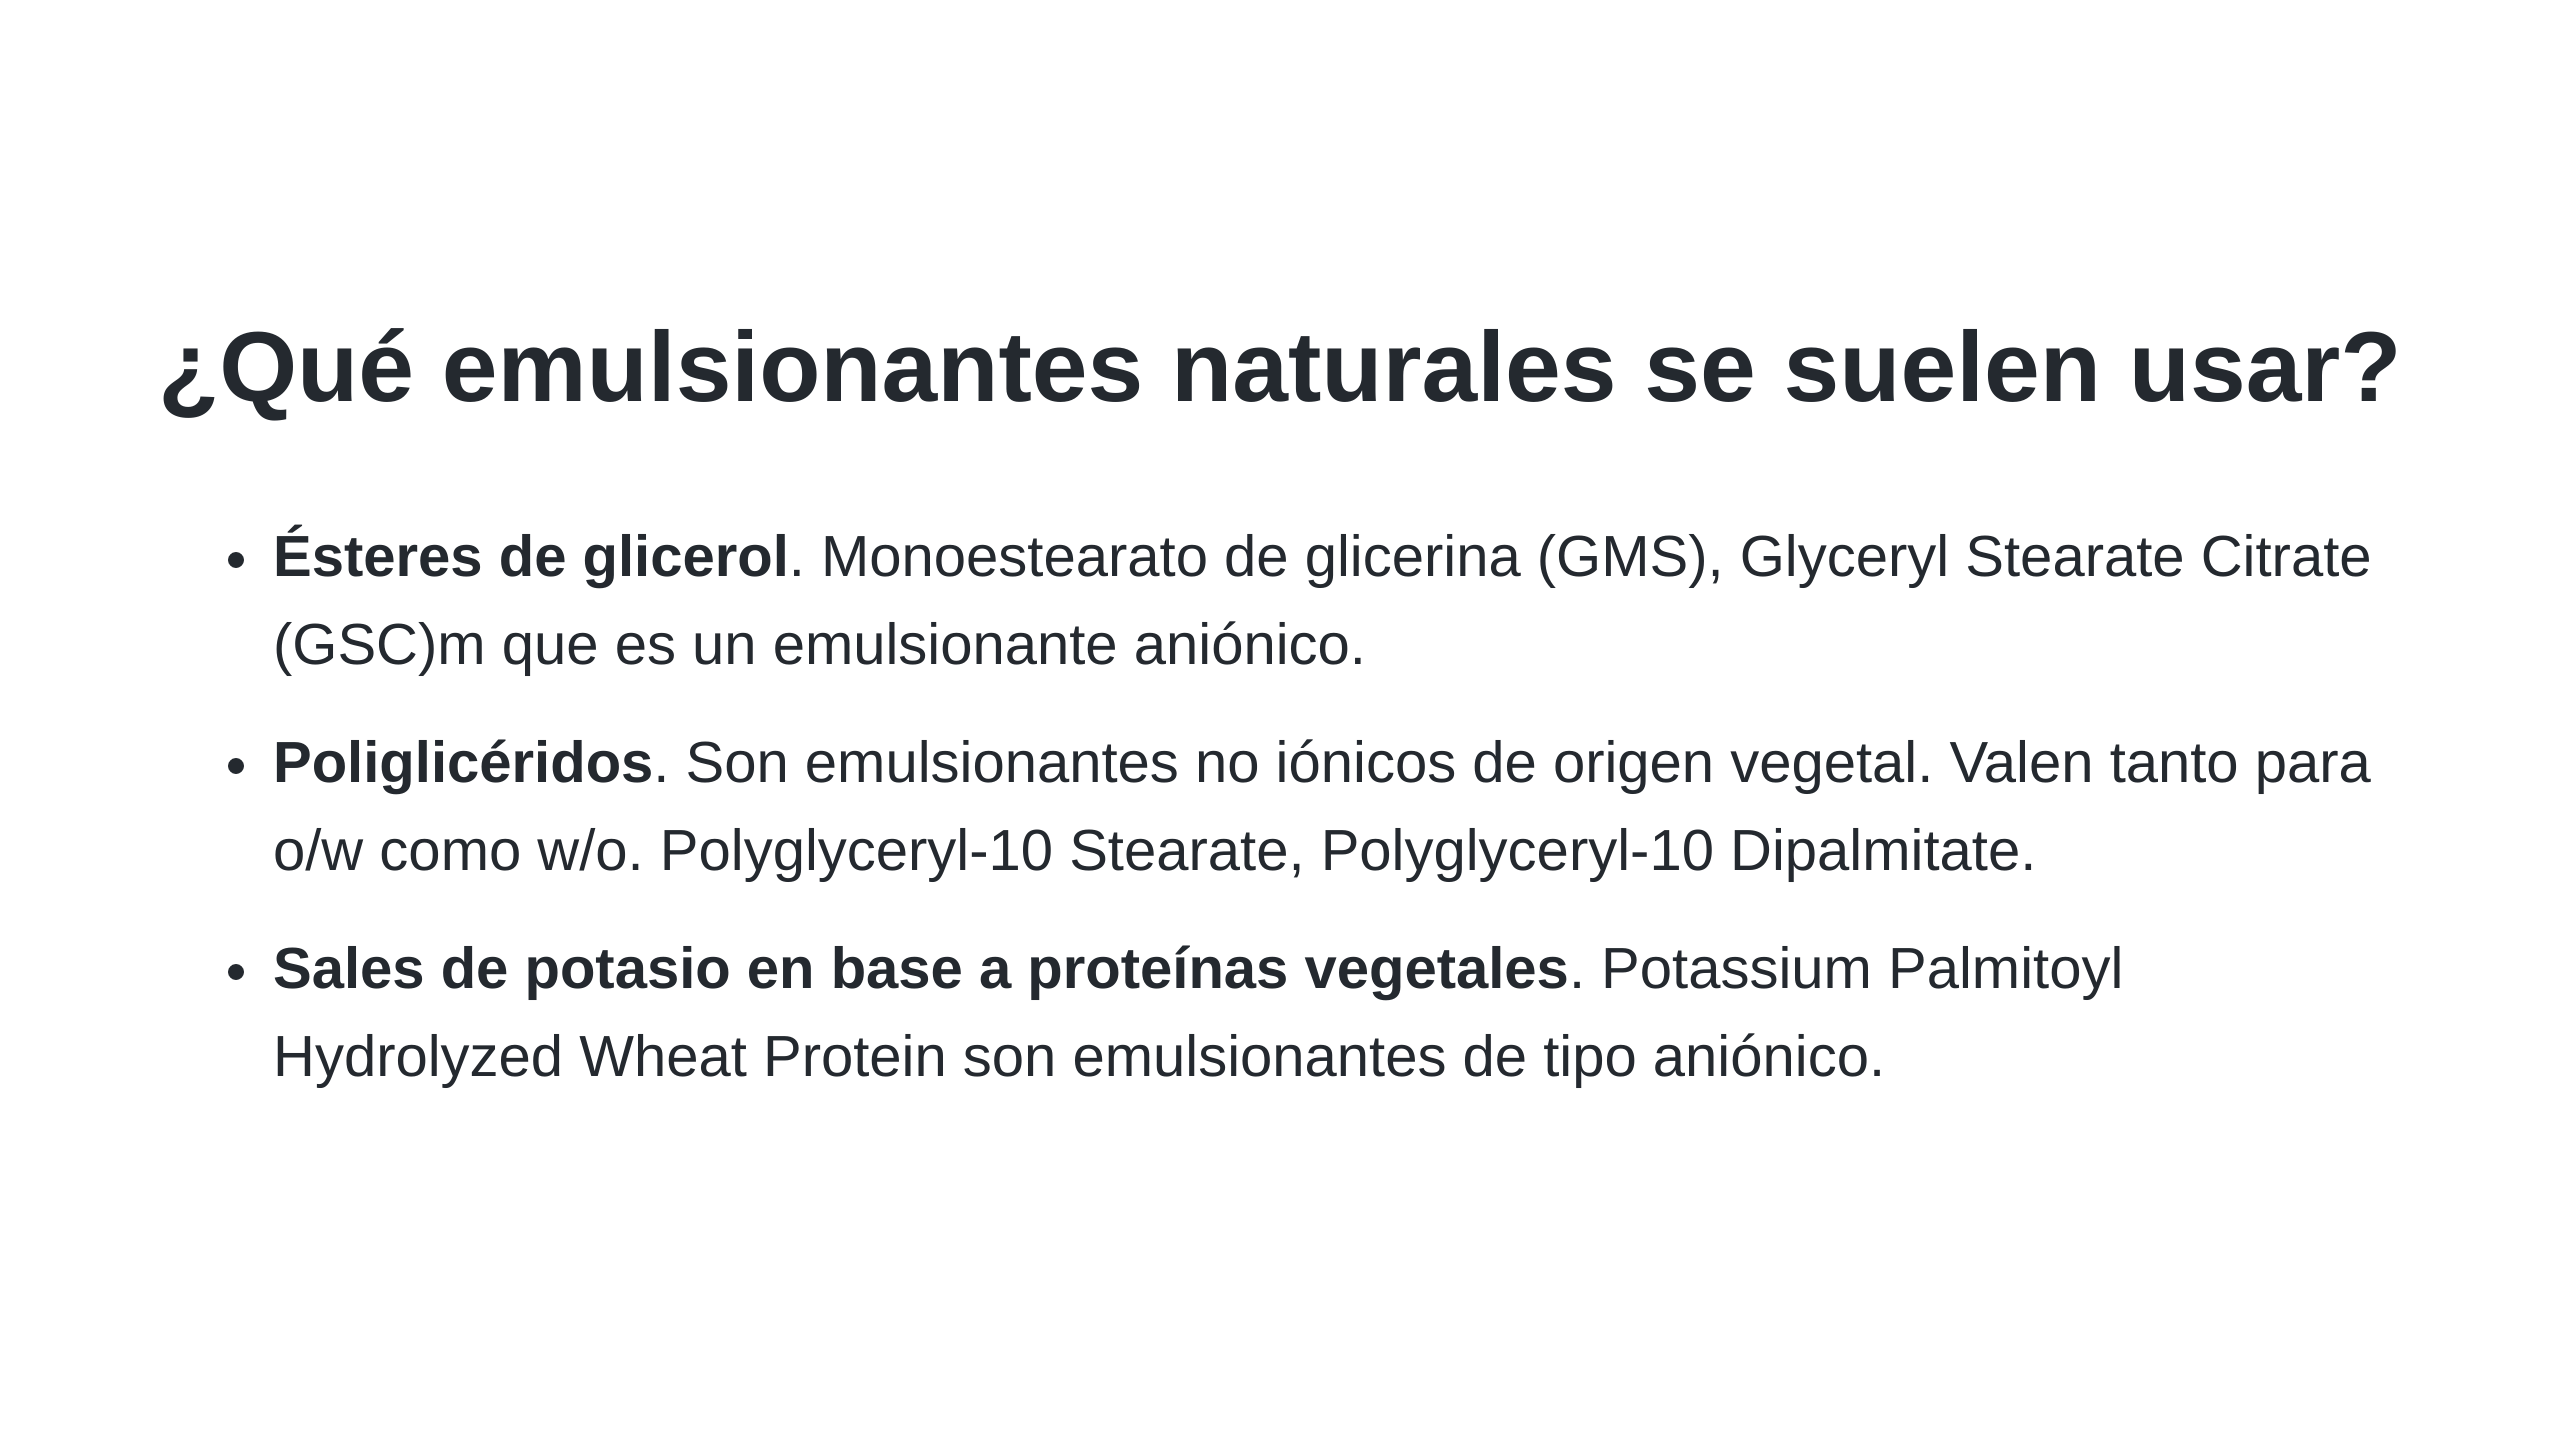 ¿Qué emulsionantes naturales se suelen usar?
• Ésteres de glicerol. Monoestearato de glicerina (GMS), Glyceryl Stearate Citrate
(GSC)m que es un emulsionante aniónico.
• Poliglicéridos. Son emulsionantes no iónicos de origen vegetal. Valen tanto para
o/w como w/o. Polyglyceryl-10 Stearate, Polyglyceryl-10 Dipalmitate.
• Sales de potasio en base a proteínas vegetales. Potassium Palmitoyl
Hydrolyzed Wheat Protein son emulsionantes de tipo aniónico.